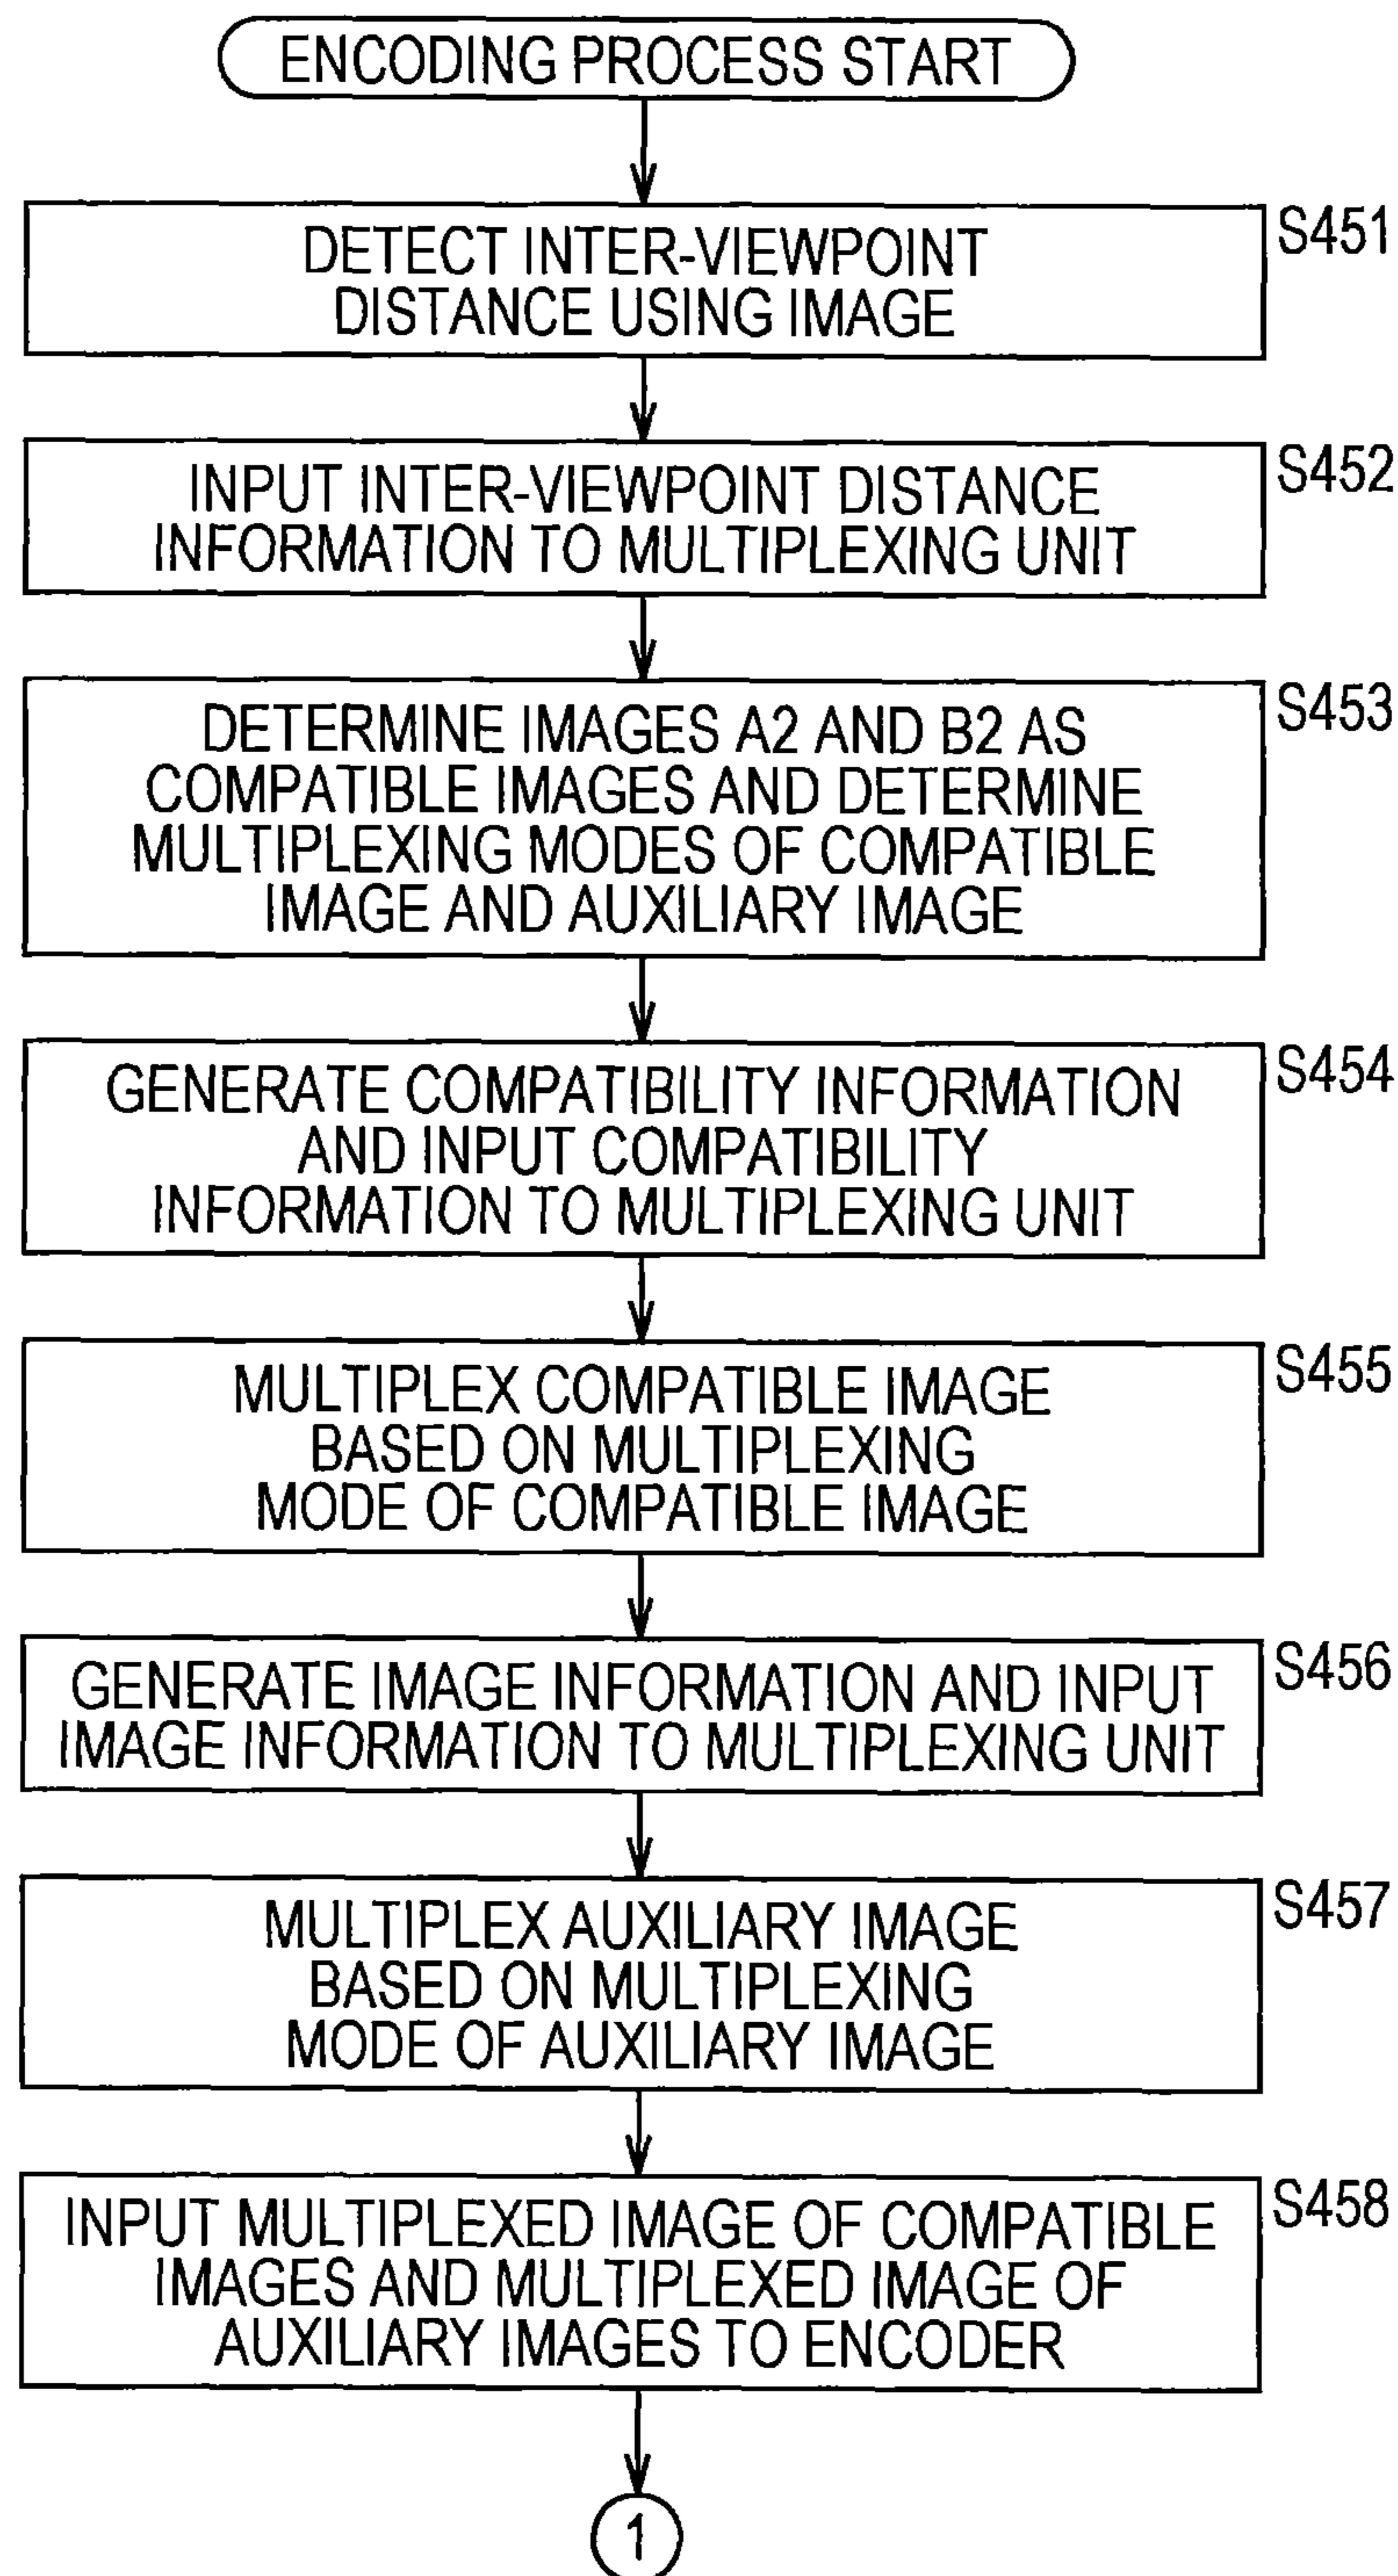 ENCODING PROCESS START
S451
DETECT INTER-VIEWPOINT
DISTANCE USING IMAGE
S452
INPUT INTER-VIEWPOINT DISTANCE
INFORMATION TO MULTIPLEXING UNIT
S453
DETERMINE IMAGES A2 AND B2 AS
COMPATIBLE IMAGES AND DETERMINE
MULTIPLEXING MODES OF COMPATIBLE
IMAGE AND AUXILIARY IMAGE
S454
GENERATE COMPATIBILITY INFORMATION
AND INPUT COMPATIBILITY
INFORMATION TO MULTIPLEXING UNIT
S455
MULTIPLEX COMPATIBLE IMAGE
BASED ON MULTIPLEXING
MODE OF COMPATIBLE IMAGE
S456
GENERATE IMAGE INFORMATION AND INPUT
IMAGE INFORMATION TO MULTIPLEXING UNIT
S457
MULTIPLEX AUXILIARY IMAGE
BASED ON MULTIPLEXING
MODE OF AUXILIARY IMAGE
S458
INPUT MULTIPLEXED IMAGE OF COMPATIBLE
IMAGES AND MULTIPLEXED IMAGE OF
AUXILIARY IMAGES TO ENCODER
1